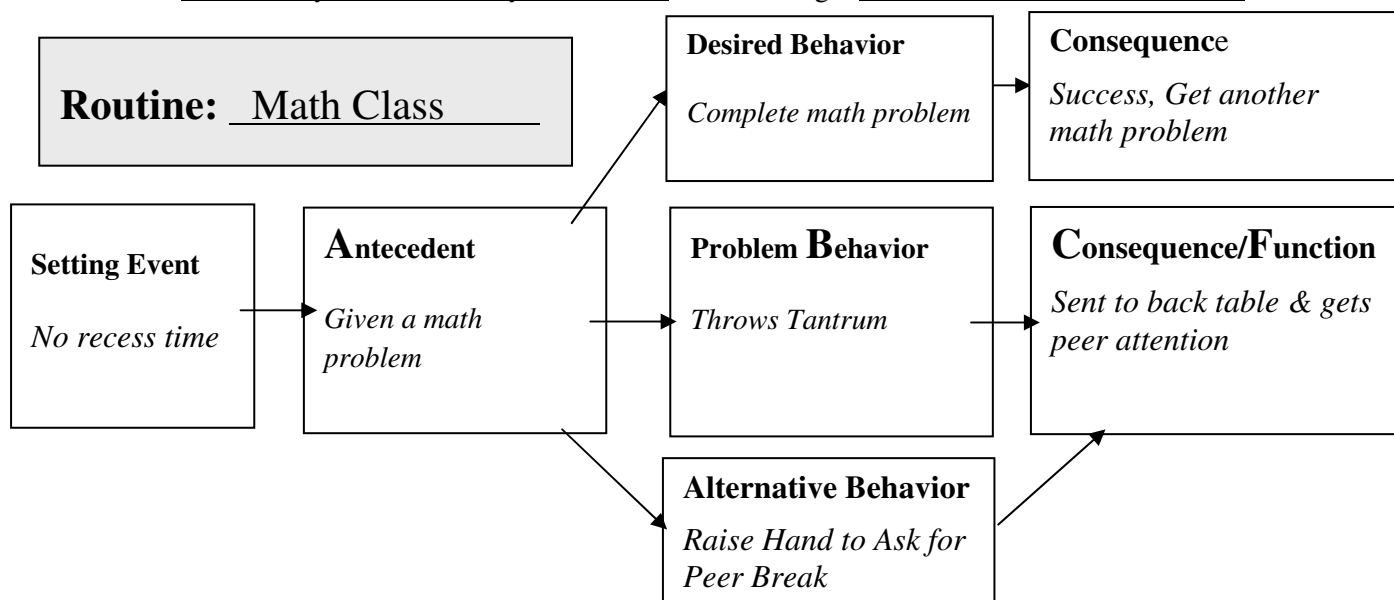 Routine: Math Class
Desired Behavior
Complete math problem
Consequence
Success, Get another
math problem
Setting Event
No recess time
Antecedent
Given a math
problem
Problem Behavior
Throws Tantrum
Consequence/Function
Sent to back table & gets
peer attention
Alternative Behavior
Raise Hand to Ask for
Peer Break